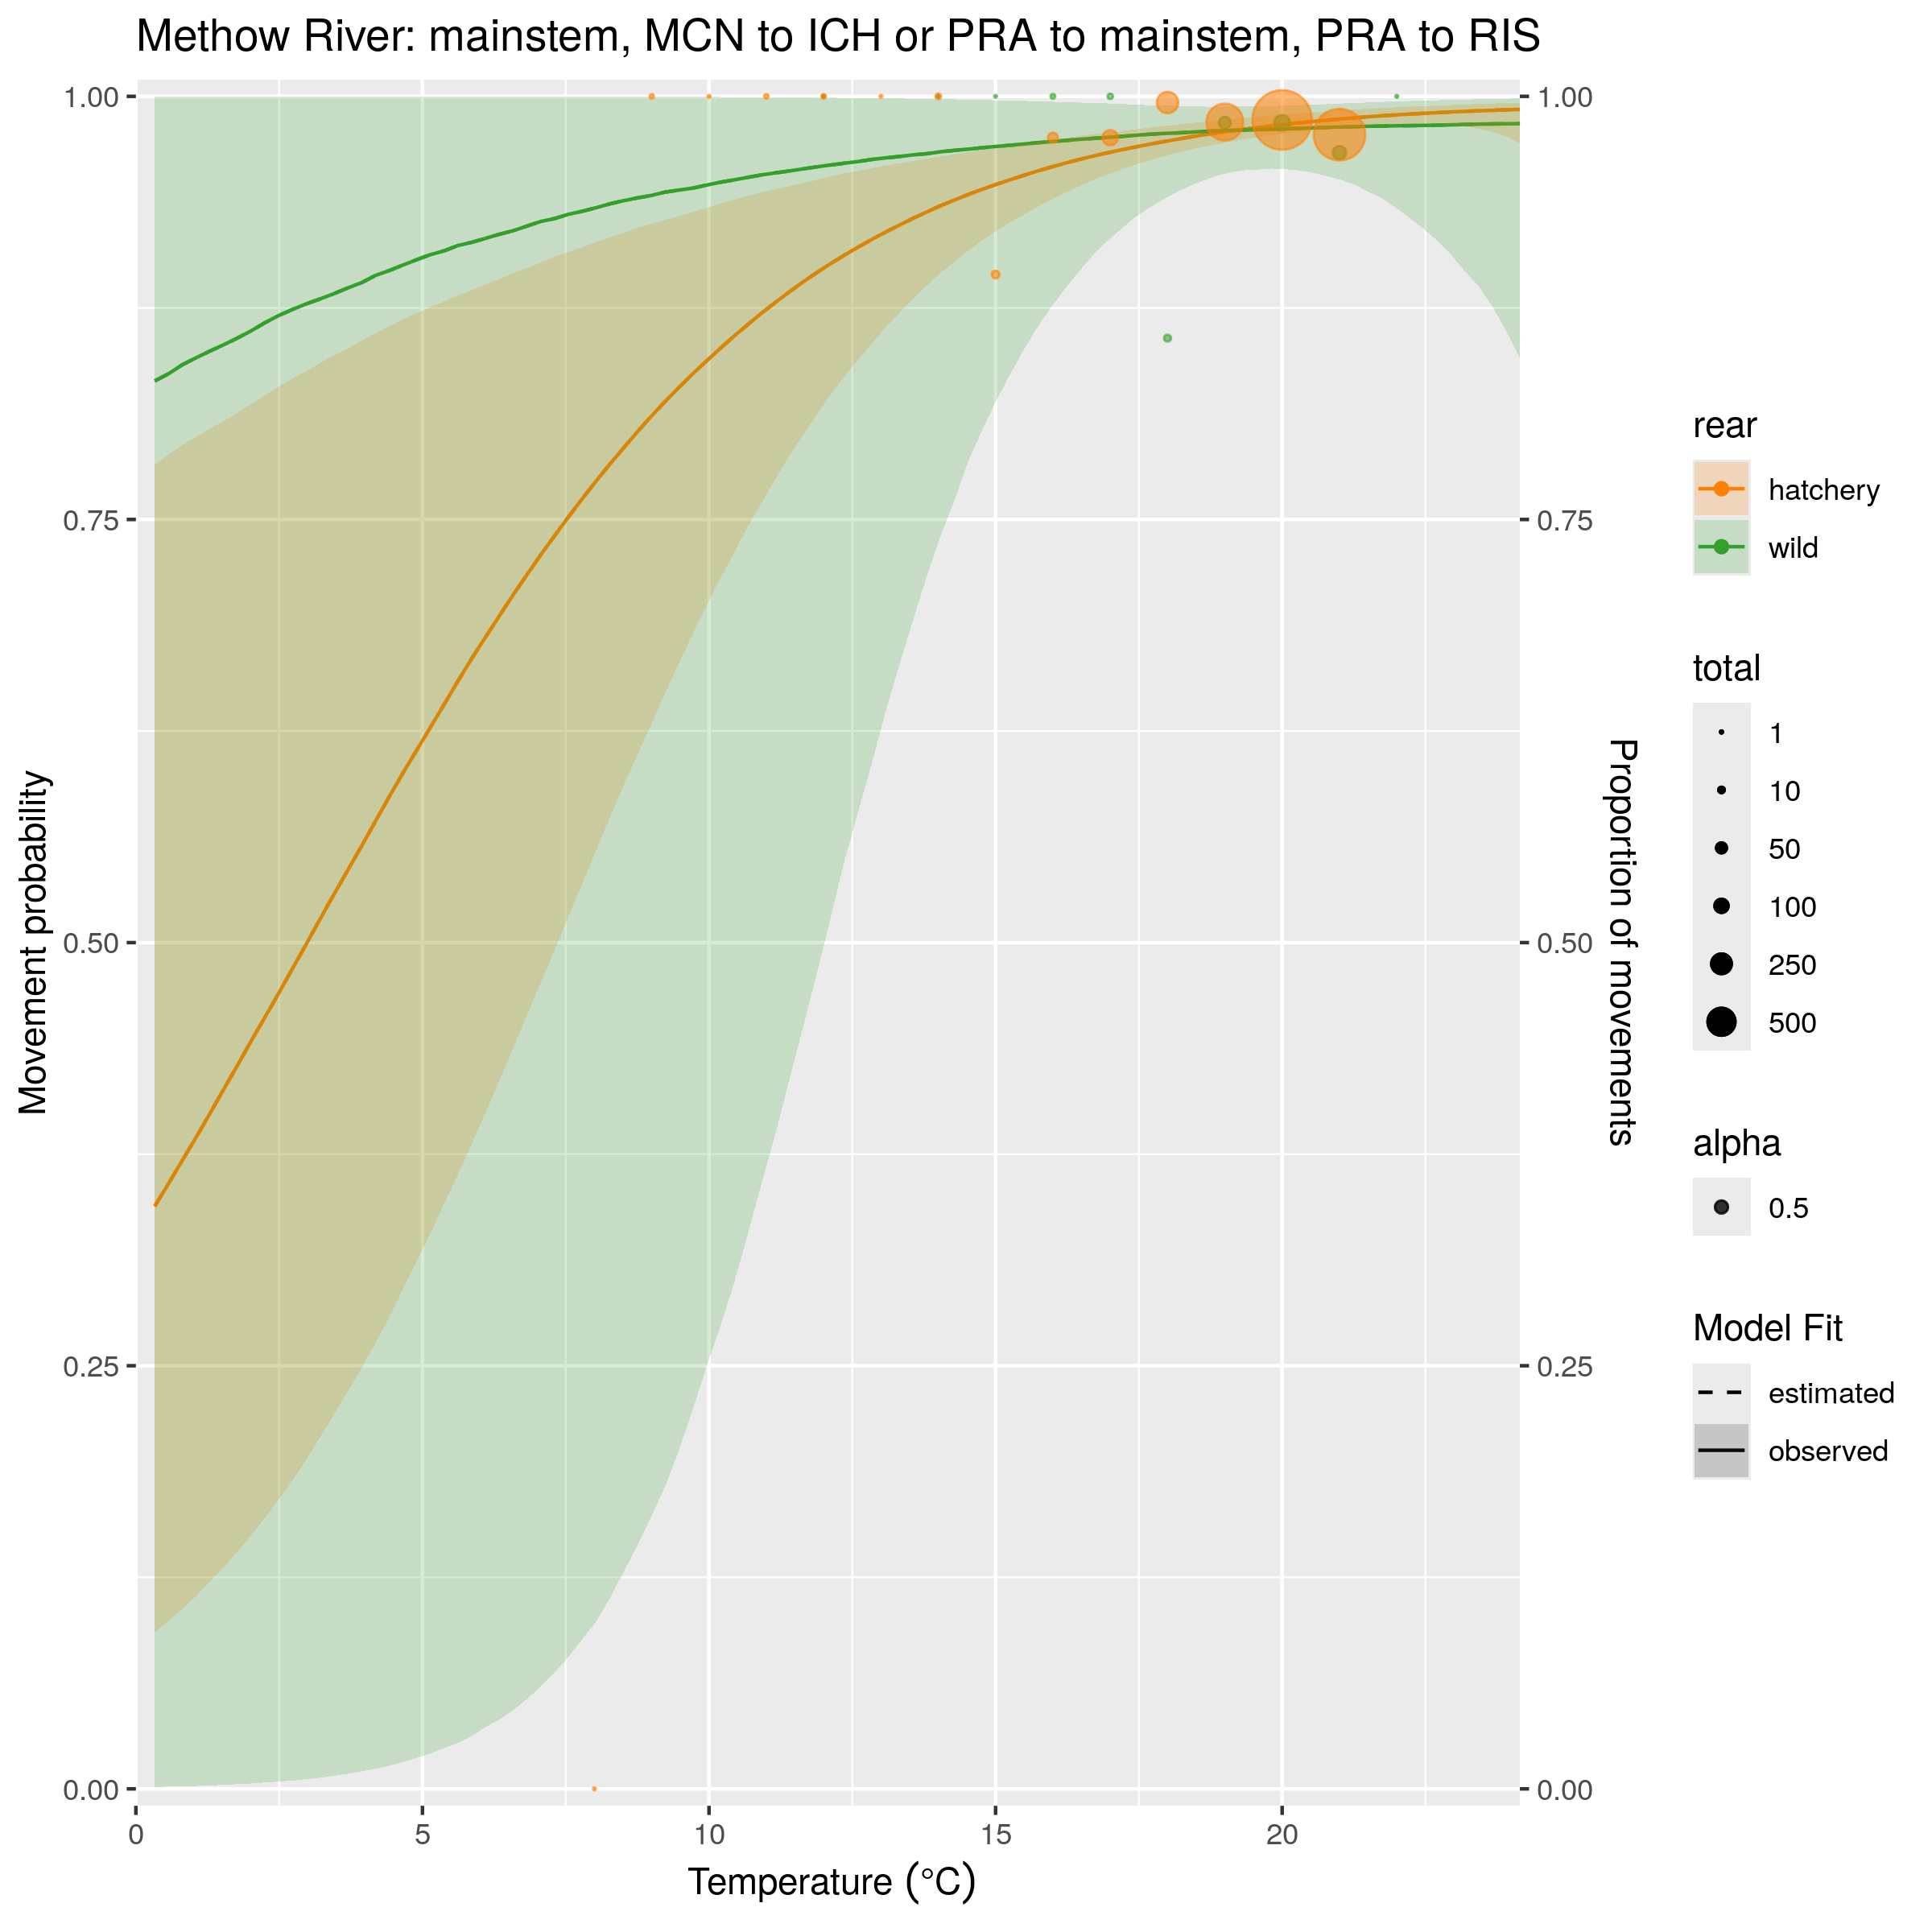 Methow River: mainstem, MCN to ICH or PRA to mainstem, PRA to RIS
Movement probability
1.00
0.75
0.50
0.25
0.00
0
5
10
15
20
Temperature (°C)
1.00
0.75
0.50
0.25
0.00
Proportion of movements
rear
hatchery
wild
total
1
10
50
100
250
500
alpha
0.5
Model Fit
estimated
observed